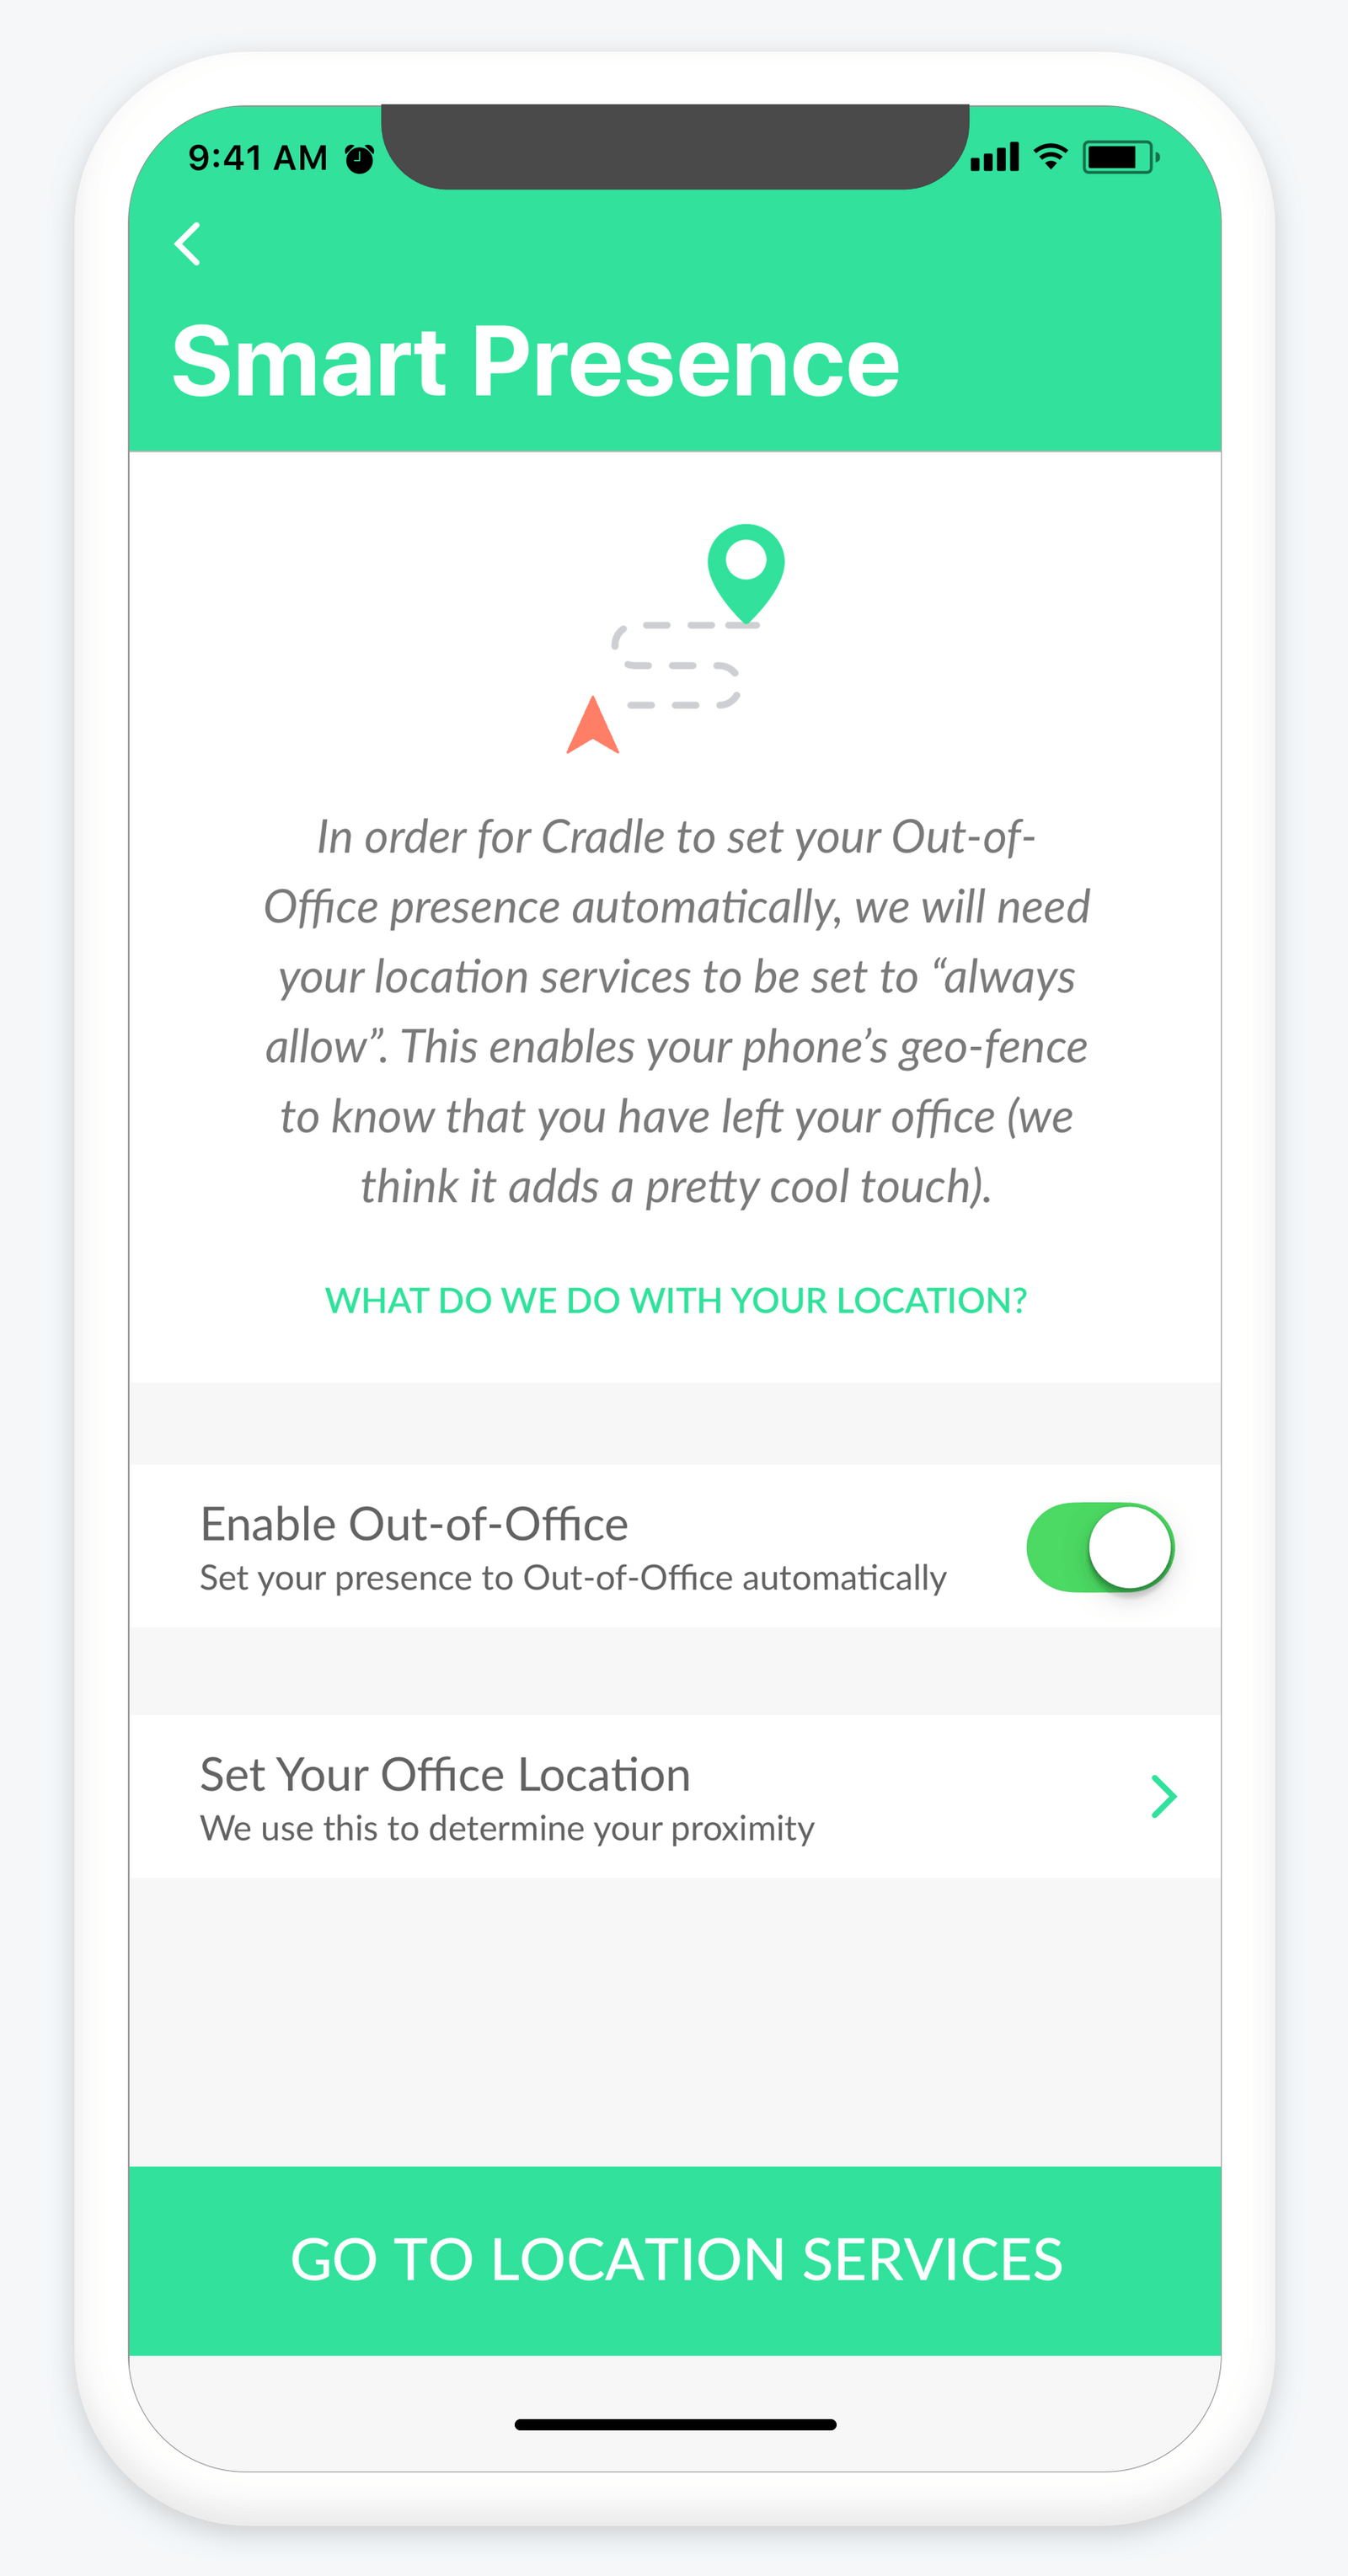 9:41 AM
Smart Presence
In order for Cradle to set your Out-of-
Office presence automatically, we will need
your location services to be set to “always
allow”. This enables your phone’s geo-fence
to know that you have left your office (we
think it adds a pretty cool touch).
WHAT DO WE DO WITH YOUR LOCATION?
Enable Out-of-Office
Set your presence to Out-of-Office automatically
Set Your Office Location
We use this to determine your proximity
GO TO LOCATION SERVICES